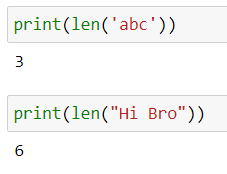 print(len('abc'))
3
print(len("Hi Bro"))
6